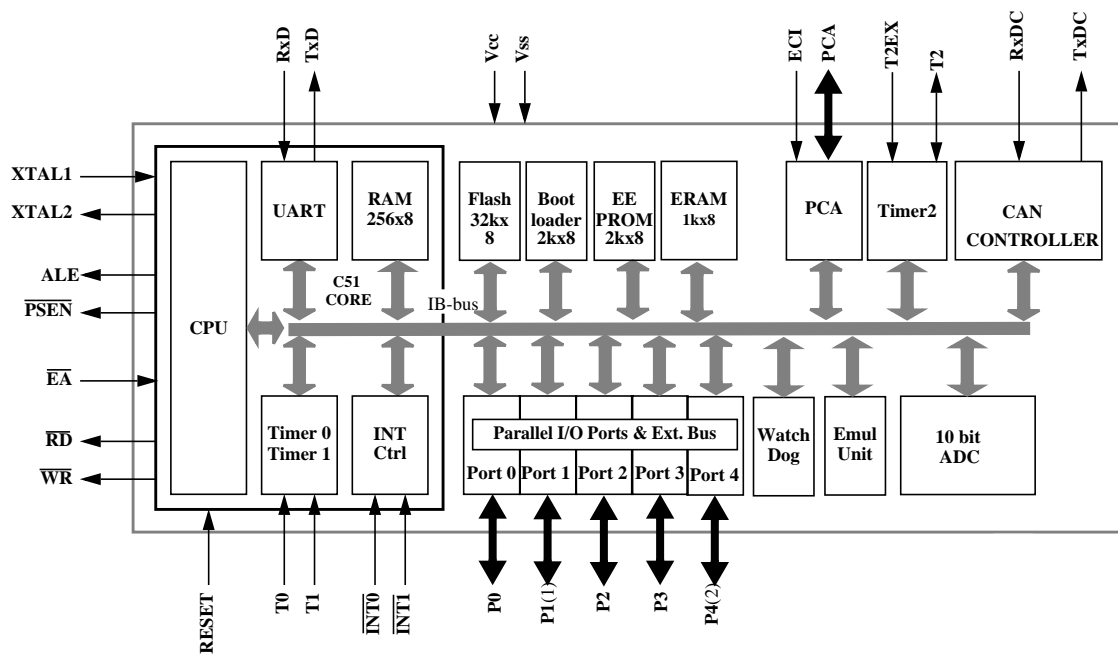 RxD
TxD
Vcc
Vss
ECI
PCA
T2EX
T2
RxDC
TxDC
XTAL1
XTAL2
ALE
PSEN
EA
RD
WR
CPU
UART
RAM
256x8
C51
CORE
IB-bus
Flash
32kx
8
Boot
loader
2kx8
EE
PROM
2kx8
ERAM
1kx8
PCA
Timer2
CAN
CONTROLLER
Timer 0
Timer 1
INT
Ctrl
Parallel I/O Ports & Ext. Bus
Port 0
Port 1
Port 2
Port 3
Port 4
Watch
Dog
Emul
Unit
10 bit
ADC
RESET
T0
T1
INT0
INT1
P0
P1(1)
P2
P3
P4(2)